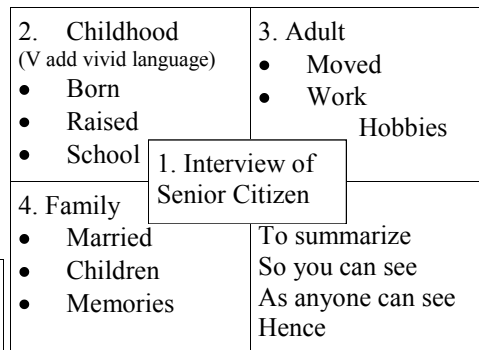 2. Childhood
(V add vivid language)
• Born
• Raised
• School
3. Adult
• Moved
• Work
Hobbies
1. Interview of
Senior Citizen
4. Family
• Married
• Children
• Memories
To summarize
So you can see
As anyone can see
Hence